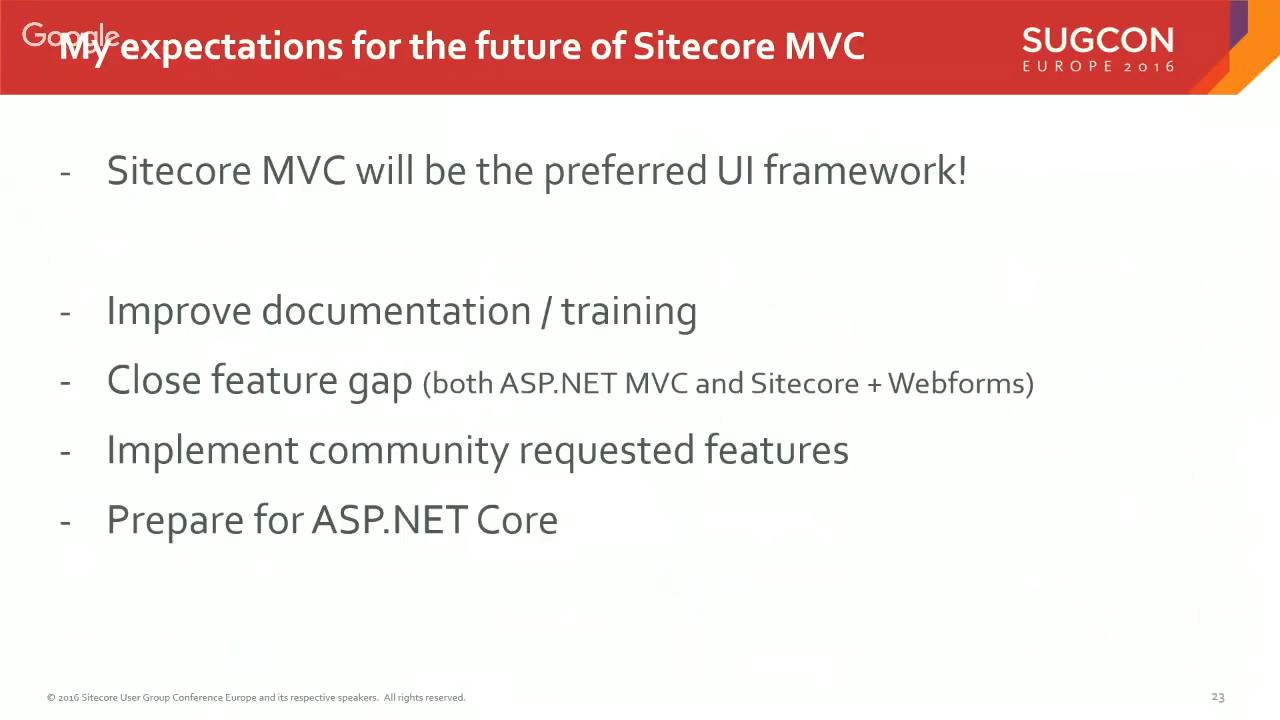 Google
My expectations for the future of Sitecore MVC
SUGCON
EUROPE 2016
- Sitecore MVC will be the preferred UI framework!
- Improve documentation / training
- Close feature gap (both ASP.NET MVC and Sitecore + Webforms)
- Implement community requested features
- Prepare for ASP.NET Core
© 2016 Sitecore User Group Conference Europe and its respective speakers. All rights reserved.
23